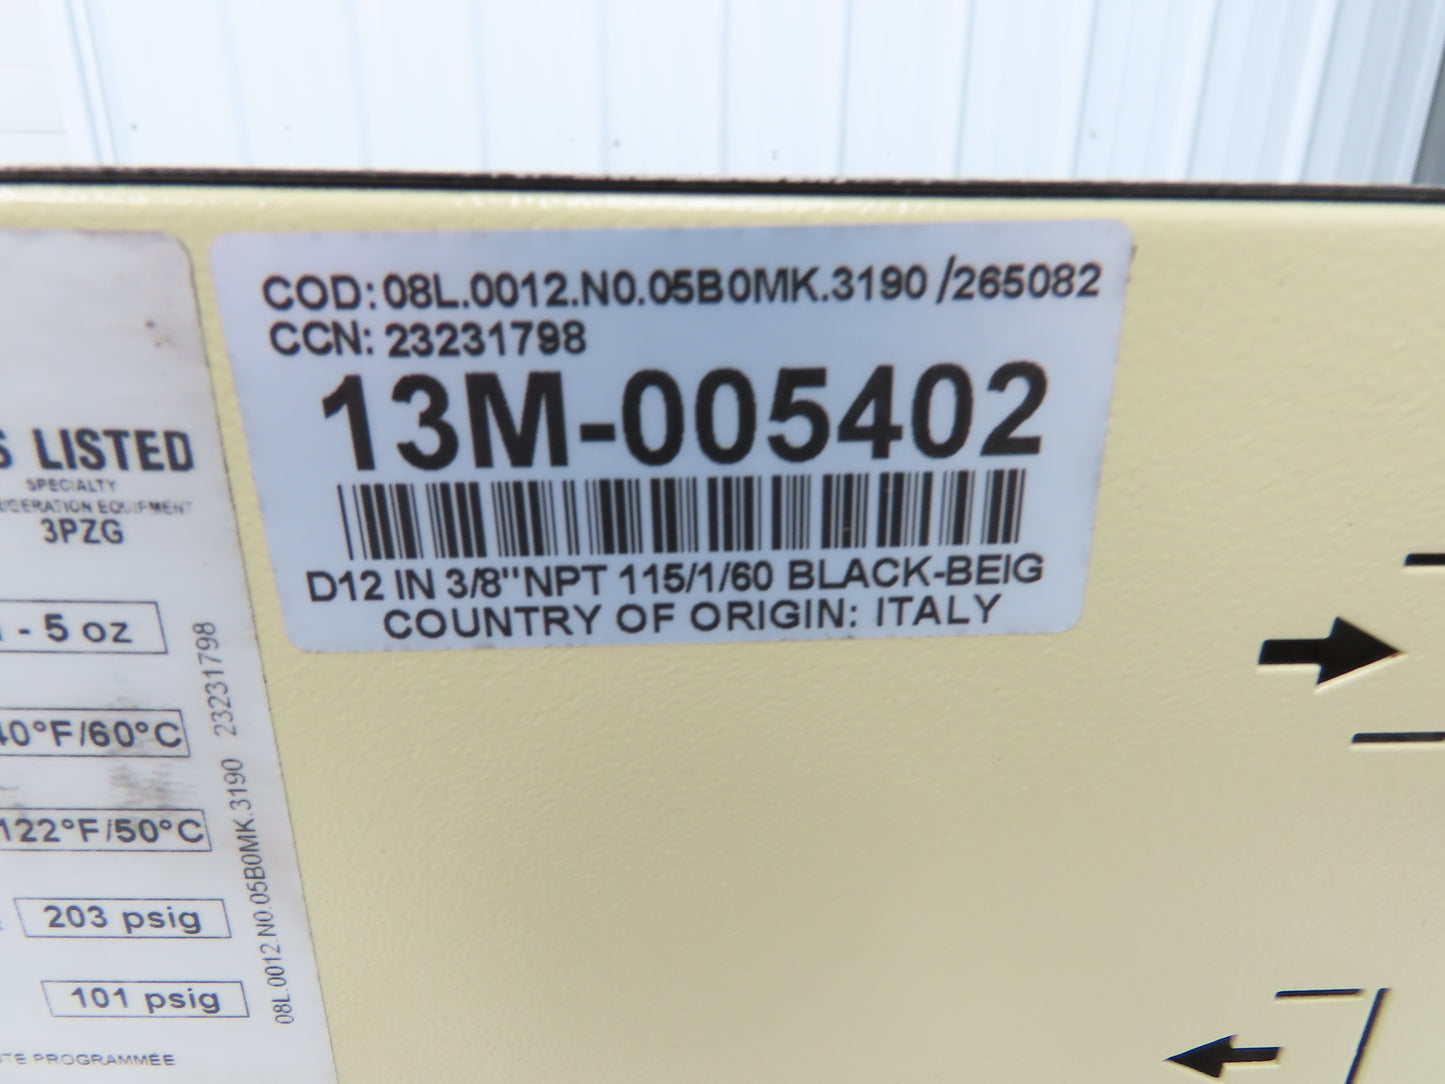 COD: 08L.0012.N0.05B0MK.3190 /265082
CCN: 23231798
13M-005402
D12 IN 3/8"NPT 115/1/60 BLACK-BEIG
COUNTRY OF ORIGIN: ITALY
LISTED
SPECIALTY
EQUIPMENT
3PZG
- 5 oz
40°F/60°C
122°F/50°C
203 psig
101 psig
PROGRAMMÉE
08L.0012.N0.05B0MK.3190 23231798